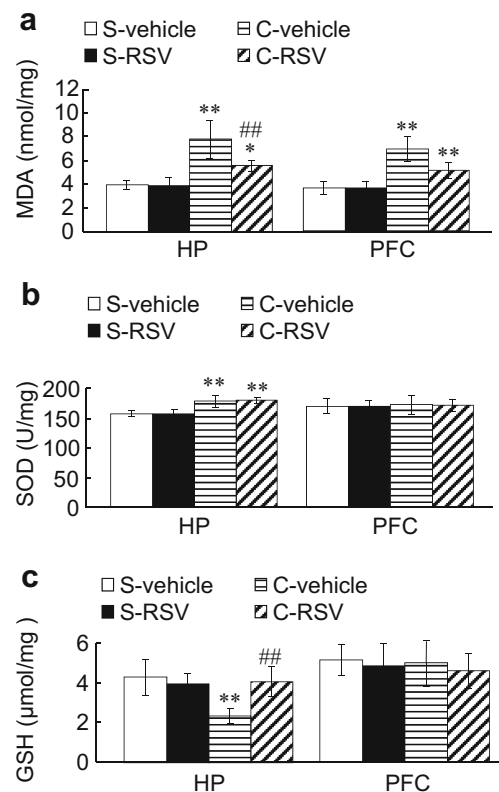 a
S-vehicle C-vehicle
S-RSV C-RSV
MDA (nmol/mg)
12
10
8
6
4
2
0
** ## * ** **
HP PFC
b
S-vehicle C-vehicle
S-RSV C-RSV
SOD (U/mg)
200
150
100
50
0
** **
HP PFC
c
S-vehicle C-vehicle
S-RSV C-RSV
GSH (μmol/mg )
6
4
2
0
** ##
HP PFC